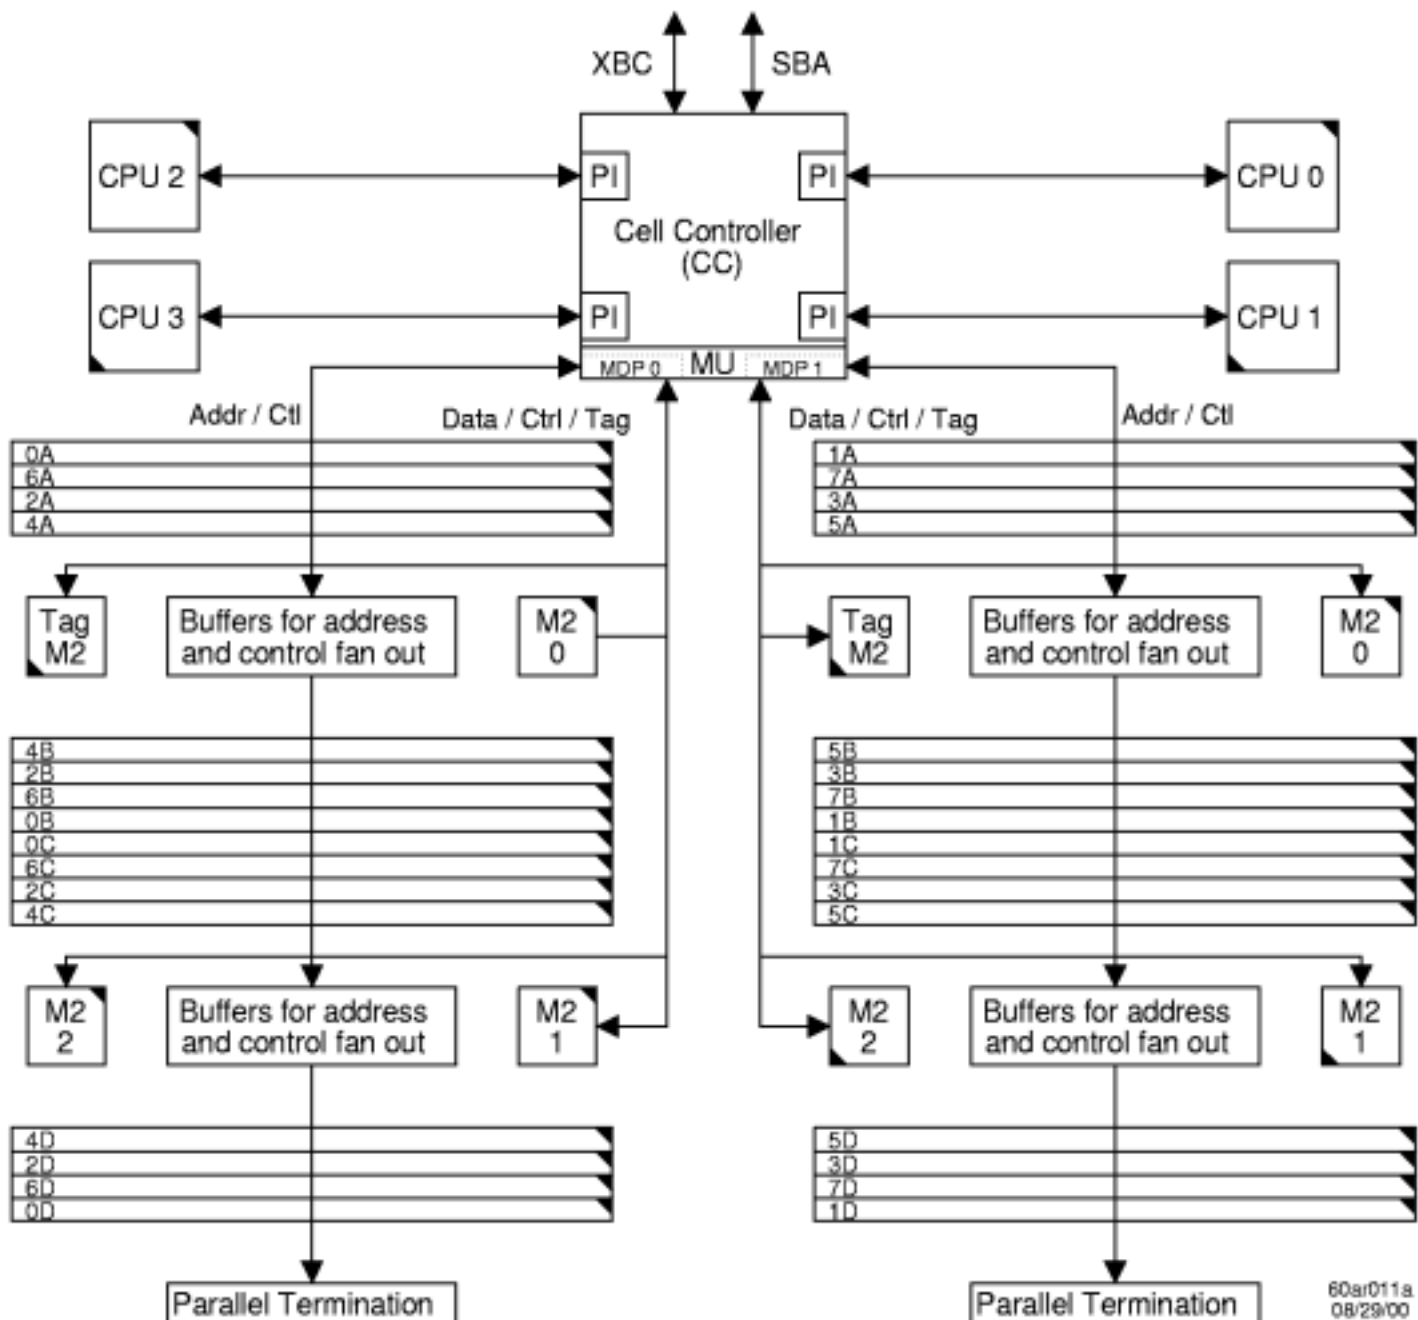 XBC
SBA
CPU 2
PI
PI
CPU 0
Cell Controller
(CC)
CPU 3
PI
PI
CPU 1
MDP 0
MU
MDP 1
Addr / Ctl
Data / Ctrl / Tag
Data / Ctrl / Tag
Addr / Ctl
0A
6A
2A
4A
1A
7A
3A
5A
Tag
M2
Buffers for address
and control fan out
M2
0
Tag
M2
Buffers for address
and control fan out
M2
0
4B
2B
6B
0B
0C
6C
2C
4C
5B
3B
7B
1B
1C
7C
3C
5C
M2
2
Buffers for address
and control fan out
M2
1
M2
2
Buffers for address
and control fan out
M2
1
4D
2D
6D
0D
5D
3D
7D
1D
Parallel Termination
Parallel Termination
60ar011a
08/29/00